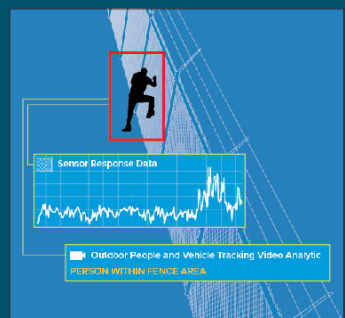 Sensor Response Data
Outdoor People and Vehicle Tracking Video Analytic
PERSON WITHIN FENCE AREA